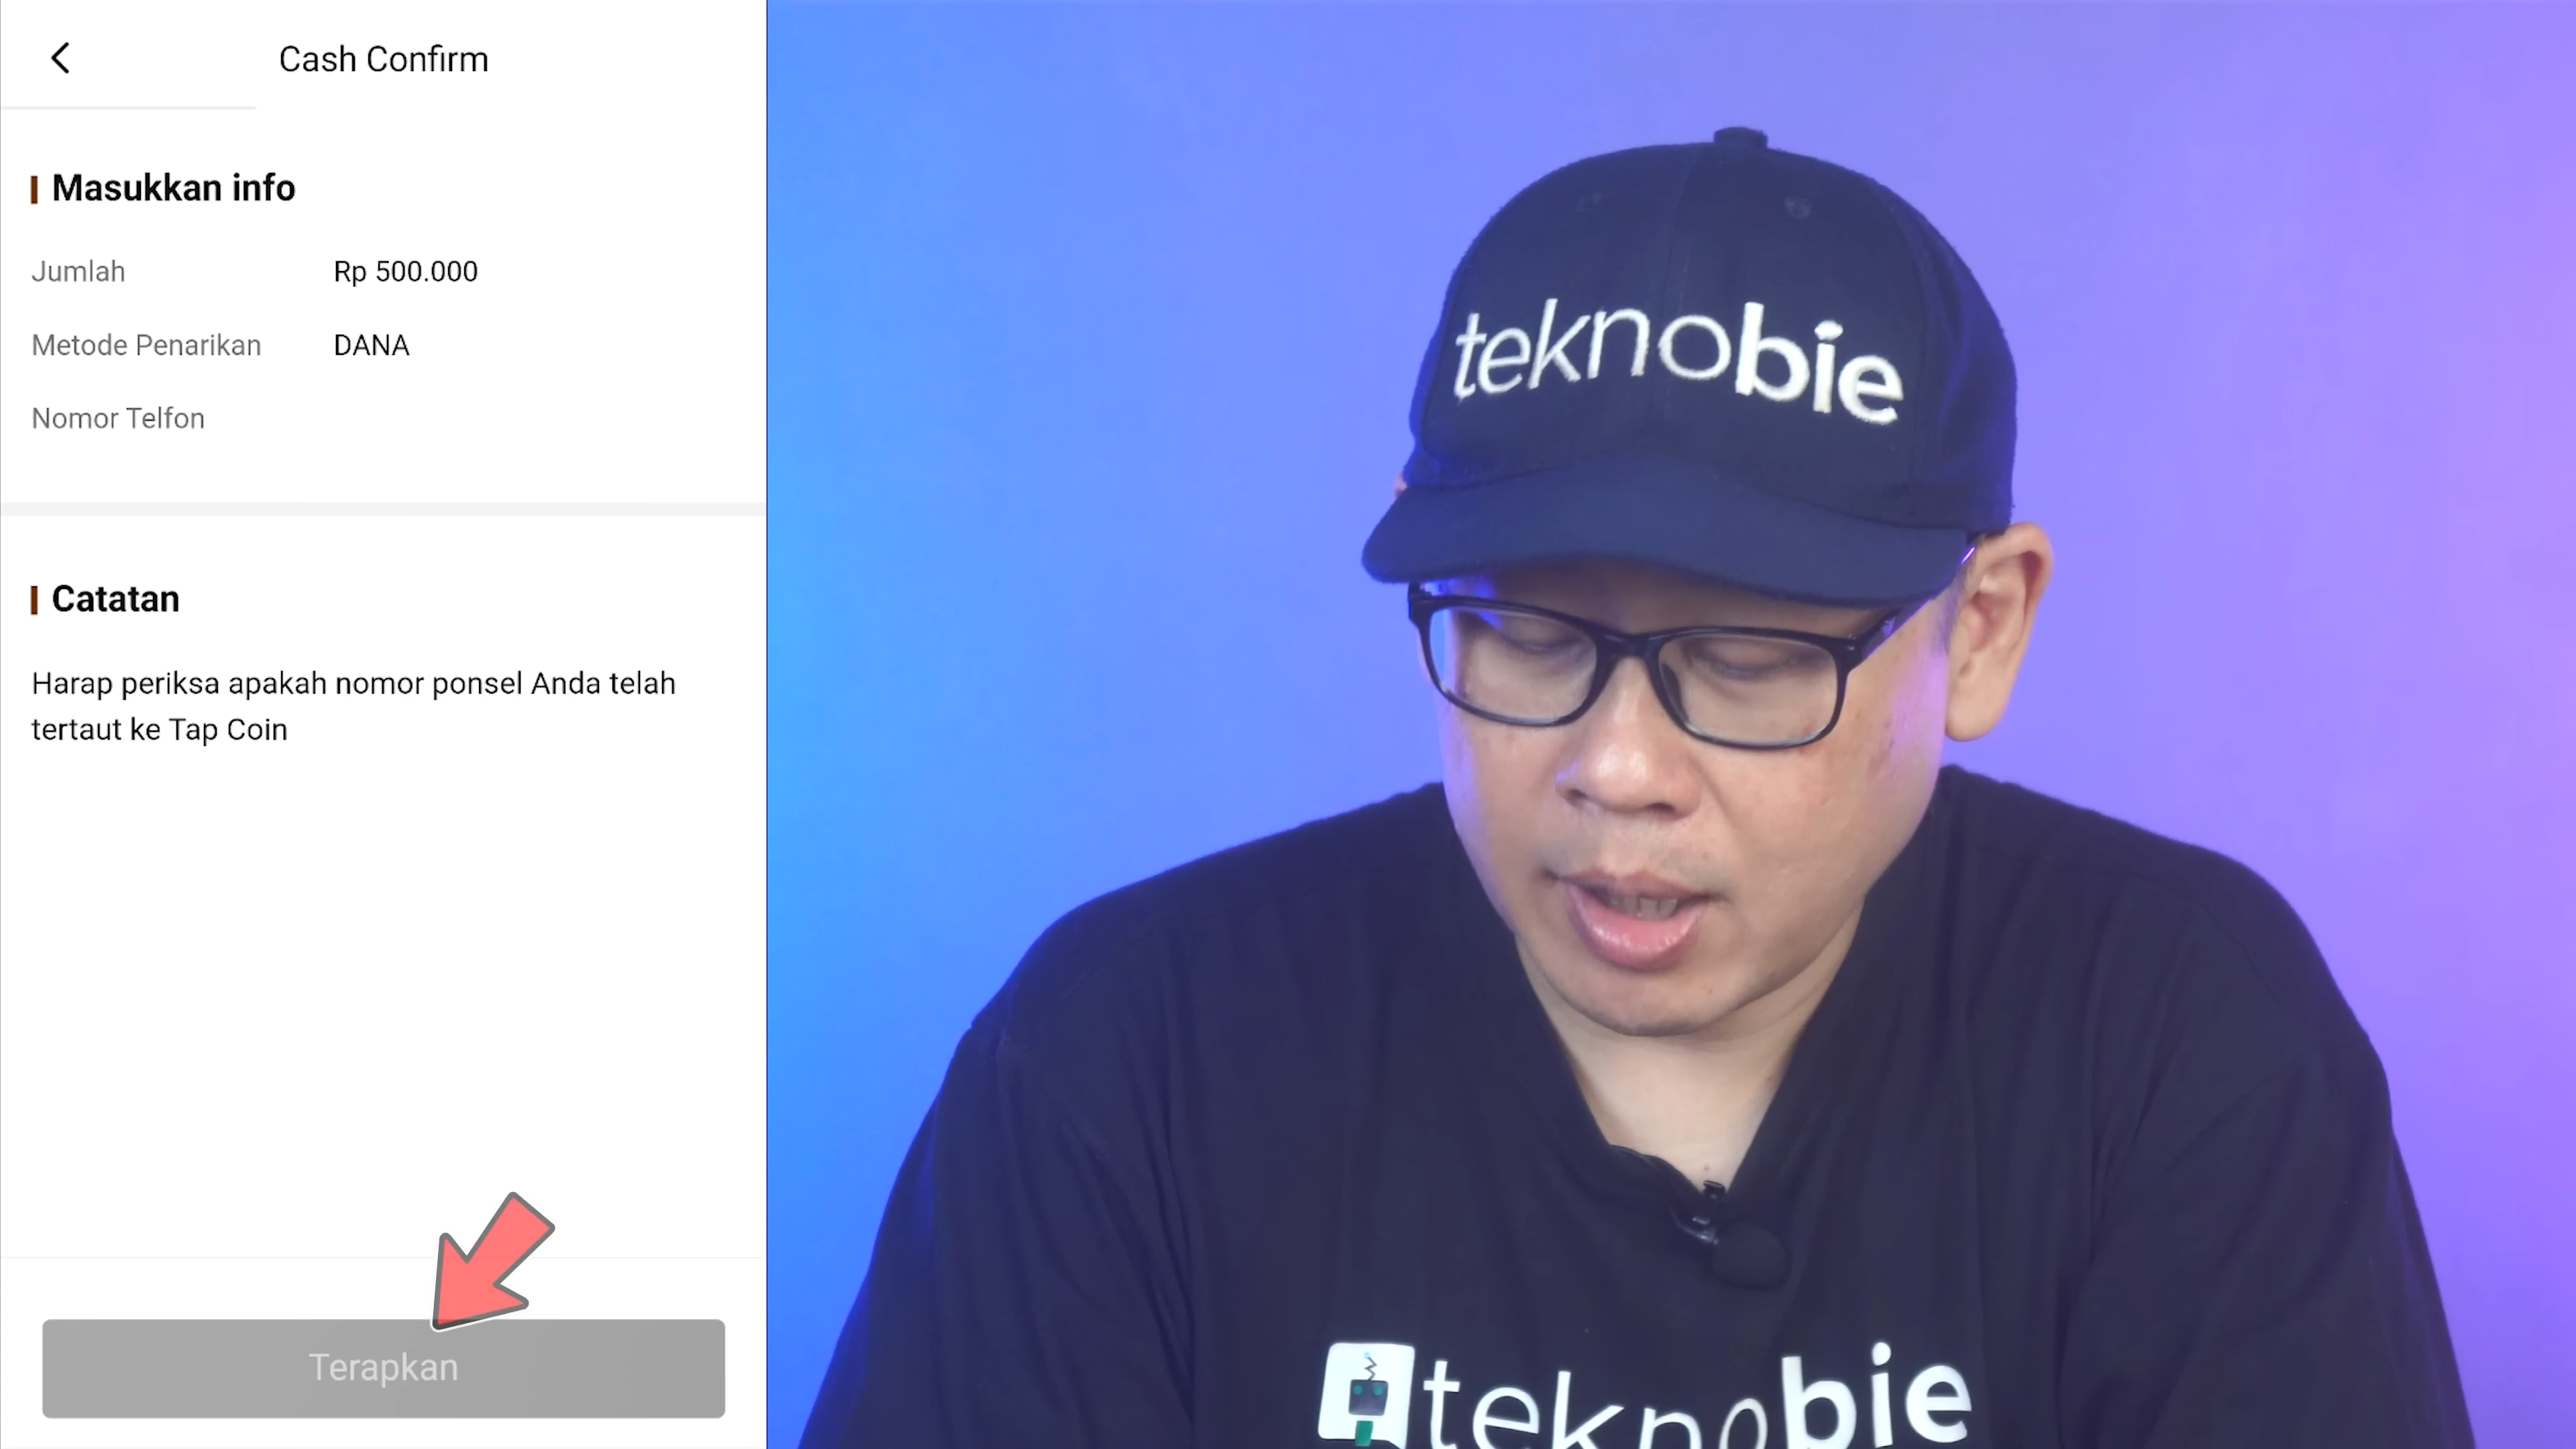 Cash Confirm
Masukkan info
Jumlah Rp 500.000
Metode Penarikan DANA
Nomor Telfon
Catatan
Harap periksa apakah nomor ponsel Anda telah
tertaut ke Tap Coin
Terapkan
teknobie
teknobie